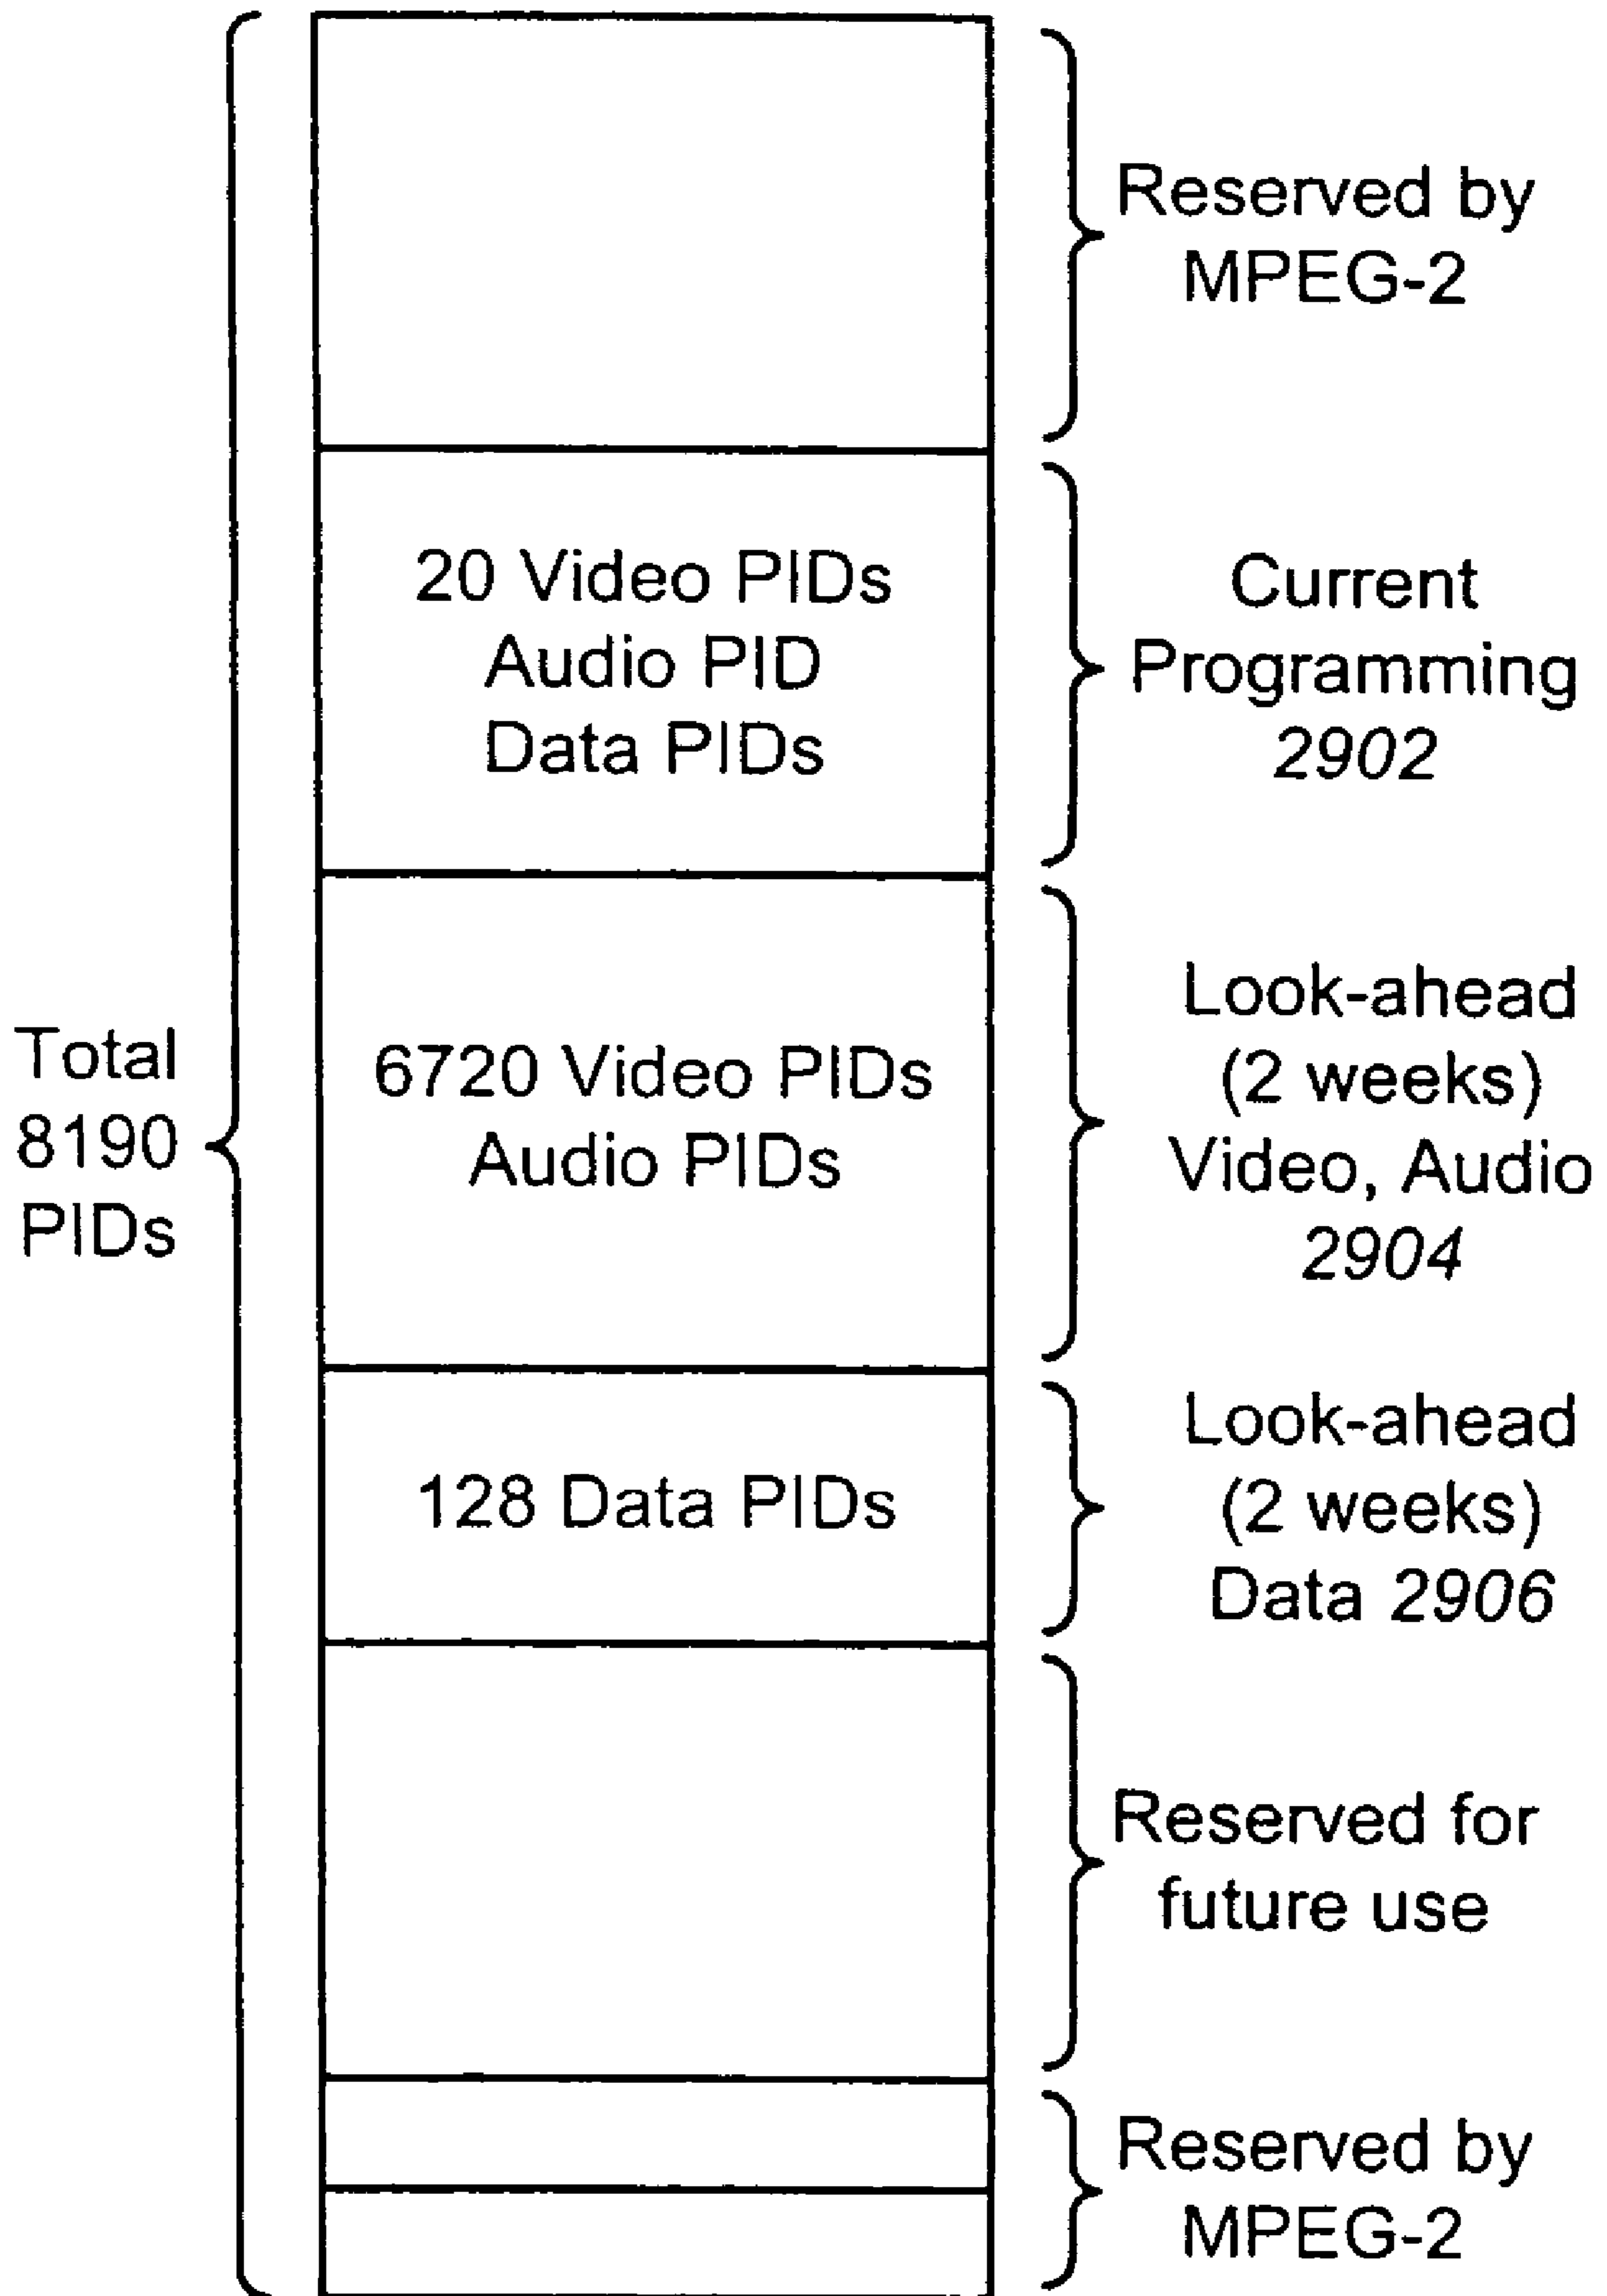 Total
8190
PIDs
Reserved by
MPEG-2
20 Video PIDs
Audio PID
Data PIDs
Current
Programming
2902
6720 Video PIDs
Audio PIDs
Look-ahead
(2 weeks)
Video, Audio
2904
128 Data PIDs
Look-ahead
(2 weeks)
Data 2906
Reserved for
future use
Reserved by
MPEG-2